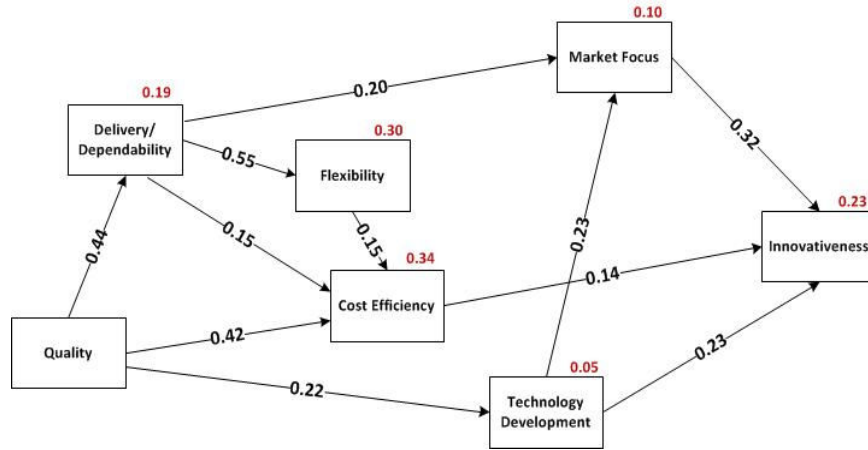 0.10
Market Focus
0.19
Delivery/
Dependability
0.20
0.30
Flexibility
0.55
0.32
0.44
0.15
0.15
0.23
0.23
Innovativeness
0.34
Cost Efficiency
0.14
Quality
0.42
0.22
0.05
Technology
Development
0.23